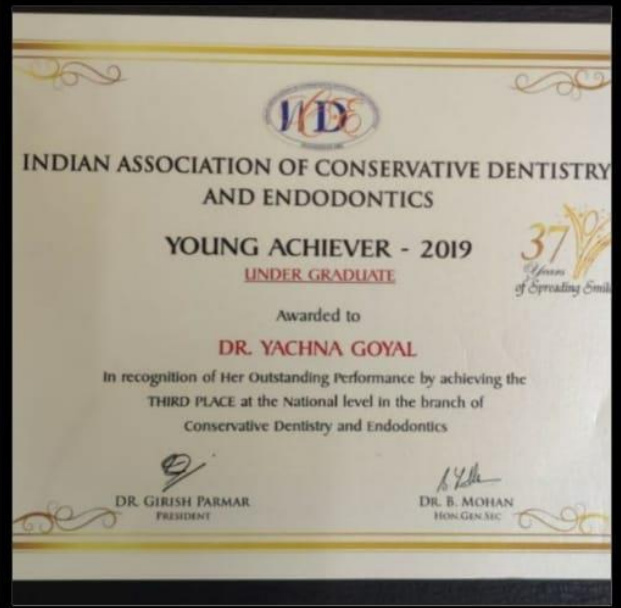 INDIAN ASSOCIATION OF CONSERVATIVE DENTISTRY
AND ENDODONTICS
YOUNG ACHIEVER - 2019
UNDER GRADUATE
37
Years
of Spreading Smil
Awarded to
DR. YACHNA GOYAL
In recognition of Her Outstanding Performance by achieving the
THIRD PLACE at the National level in the branch of
Conservative Dentistry and Endodontics
DR. GIRISH PARMAR
PRESIDENT
DR. B. MOHAN
HON.GEN.SEC